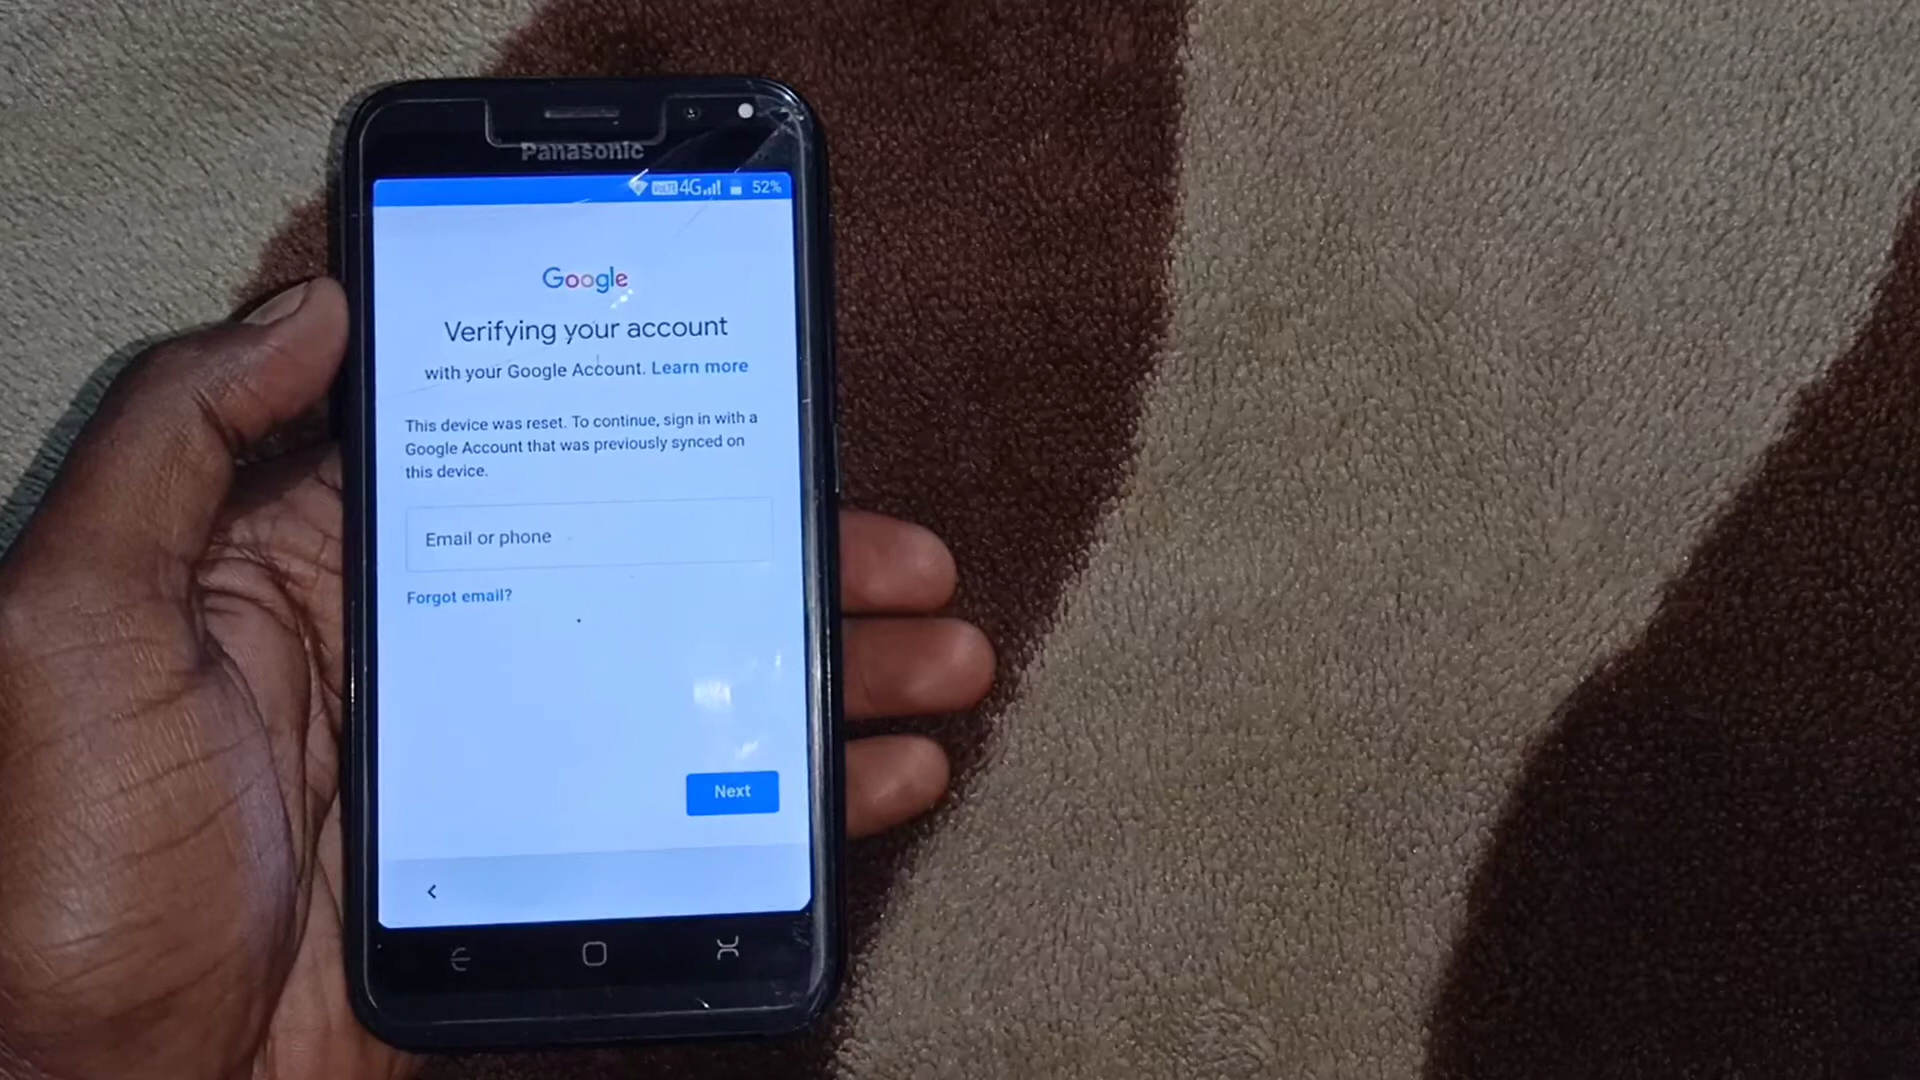 Panasonic
VoLTE 4G 52%
Google
Verifying your account
with your Google Account. Learn more
This device was reset. To continue, sign in with a
Google Account that was previously synced on
this device.
Email or phone
Forgot email?
Next